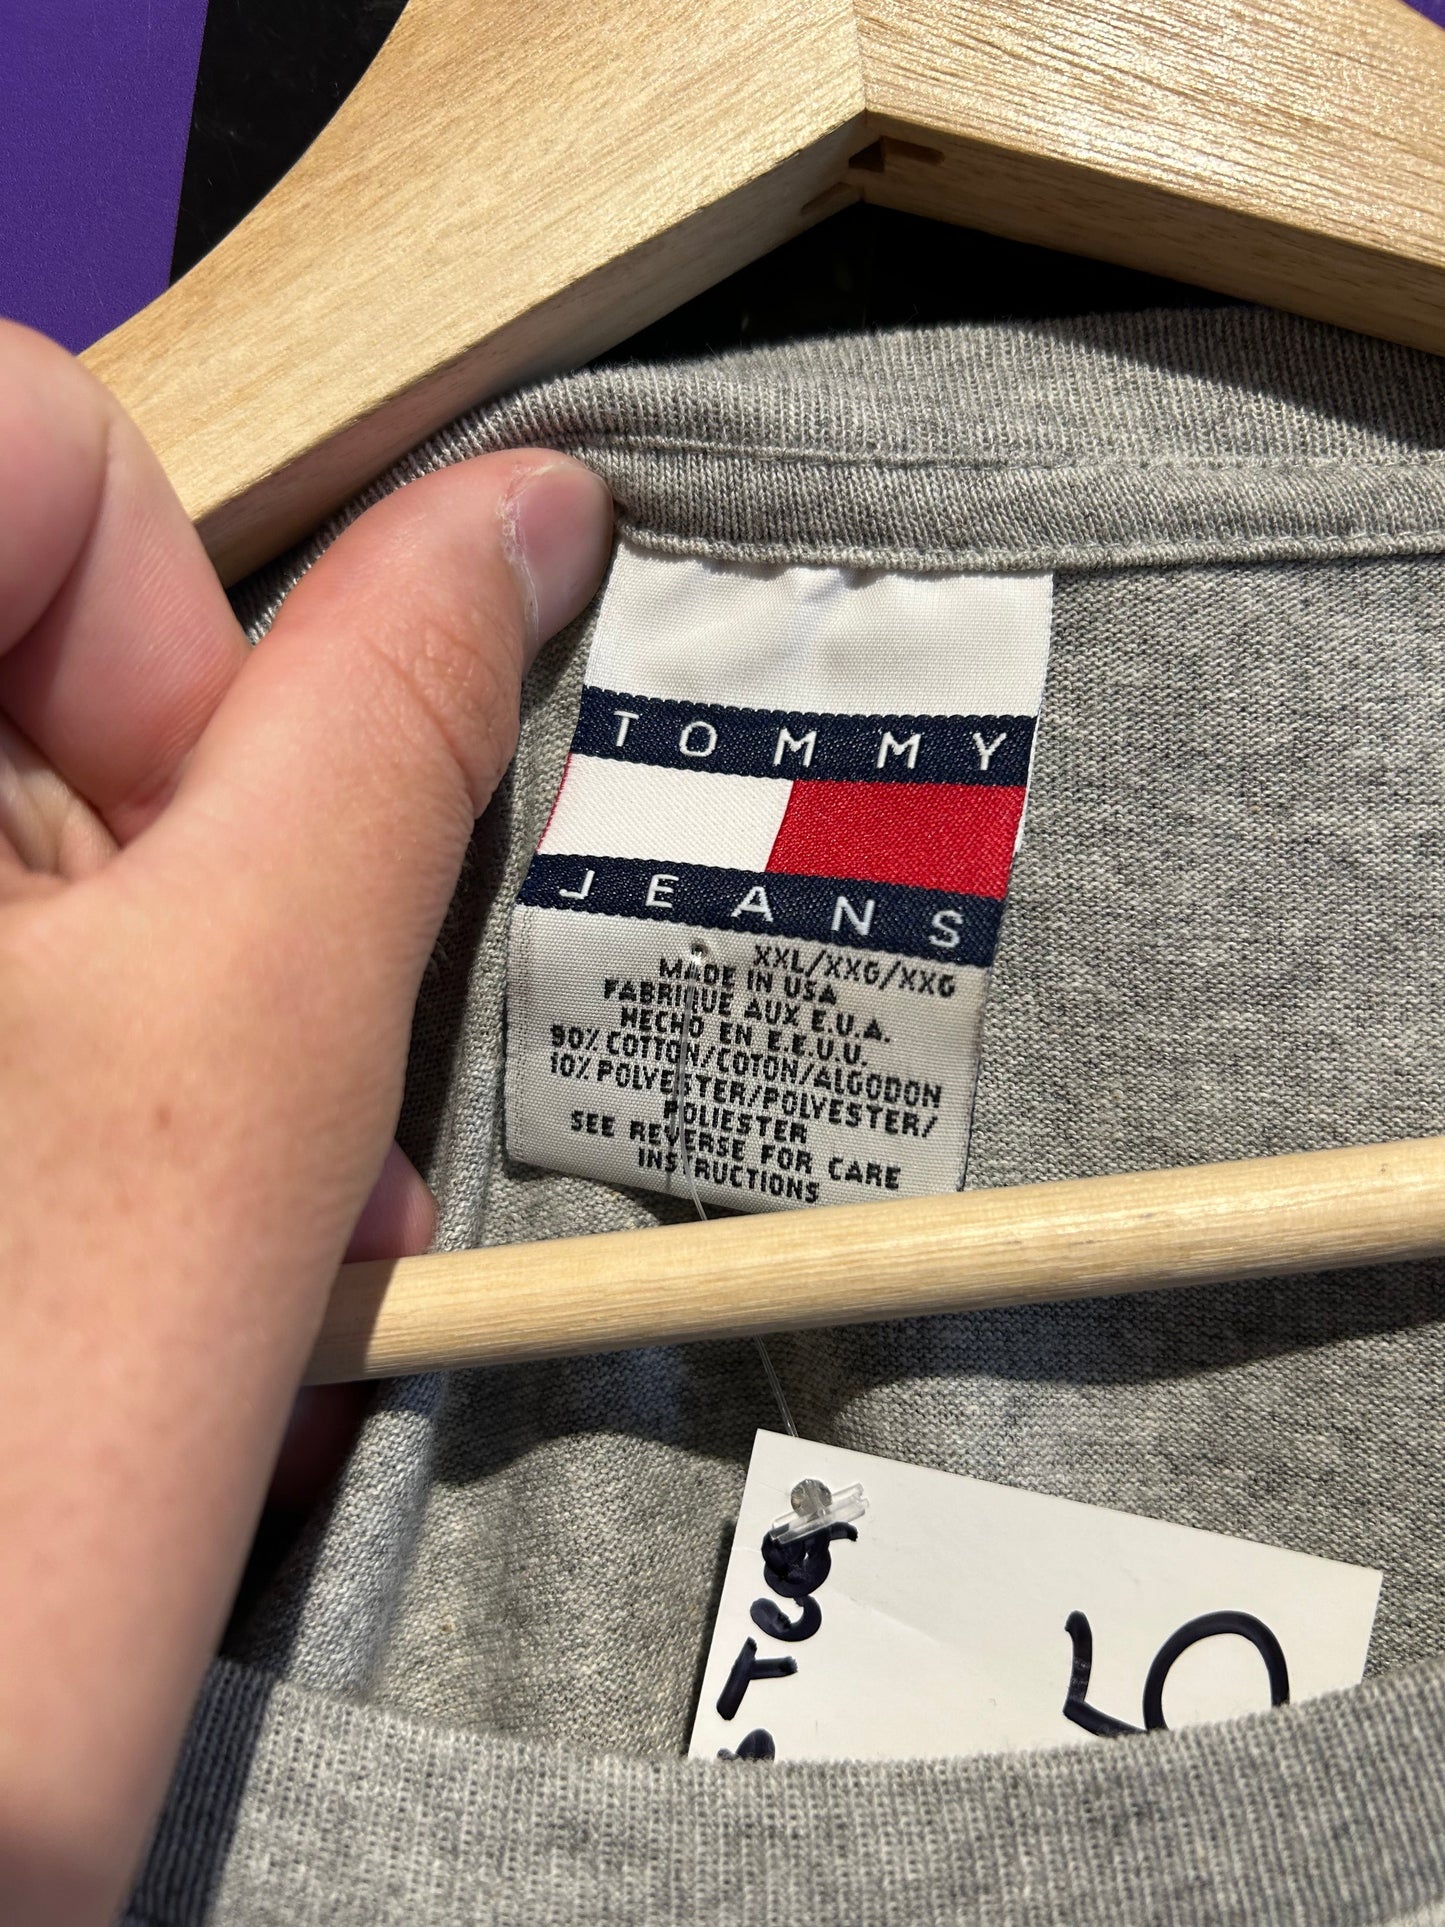 TOMMY
JEANS
XXL/XXG/XXG
MADE IN USA
FABRIQUE AUX E.U.A.
HECHO EN E.E.U.U.
90% COTTON/COTON/ALGODON
10% POLYESTER/POLYESTER/
POLIESTER
SEE REVERSE FOR CARE
INSTRUCTIONS